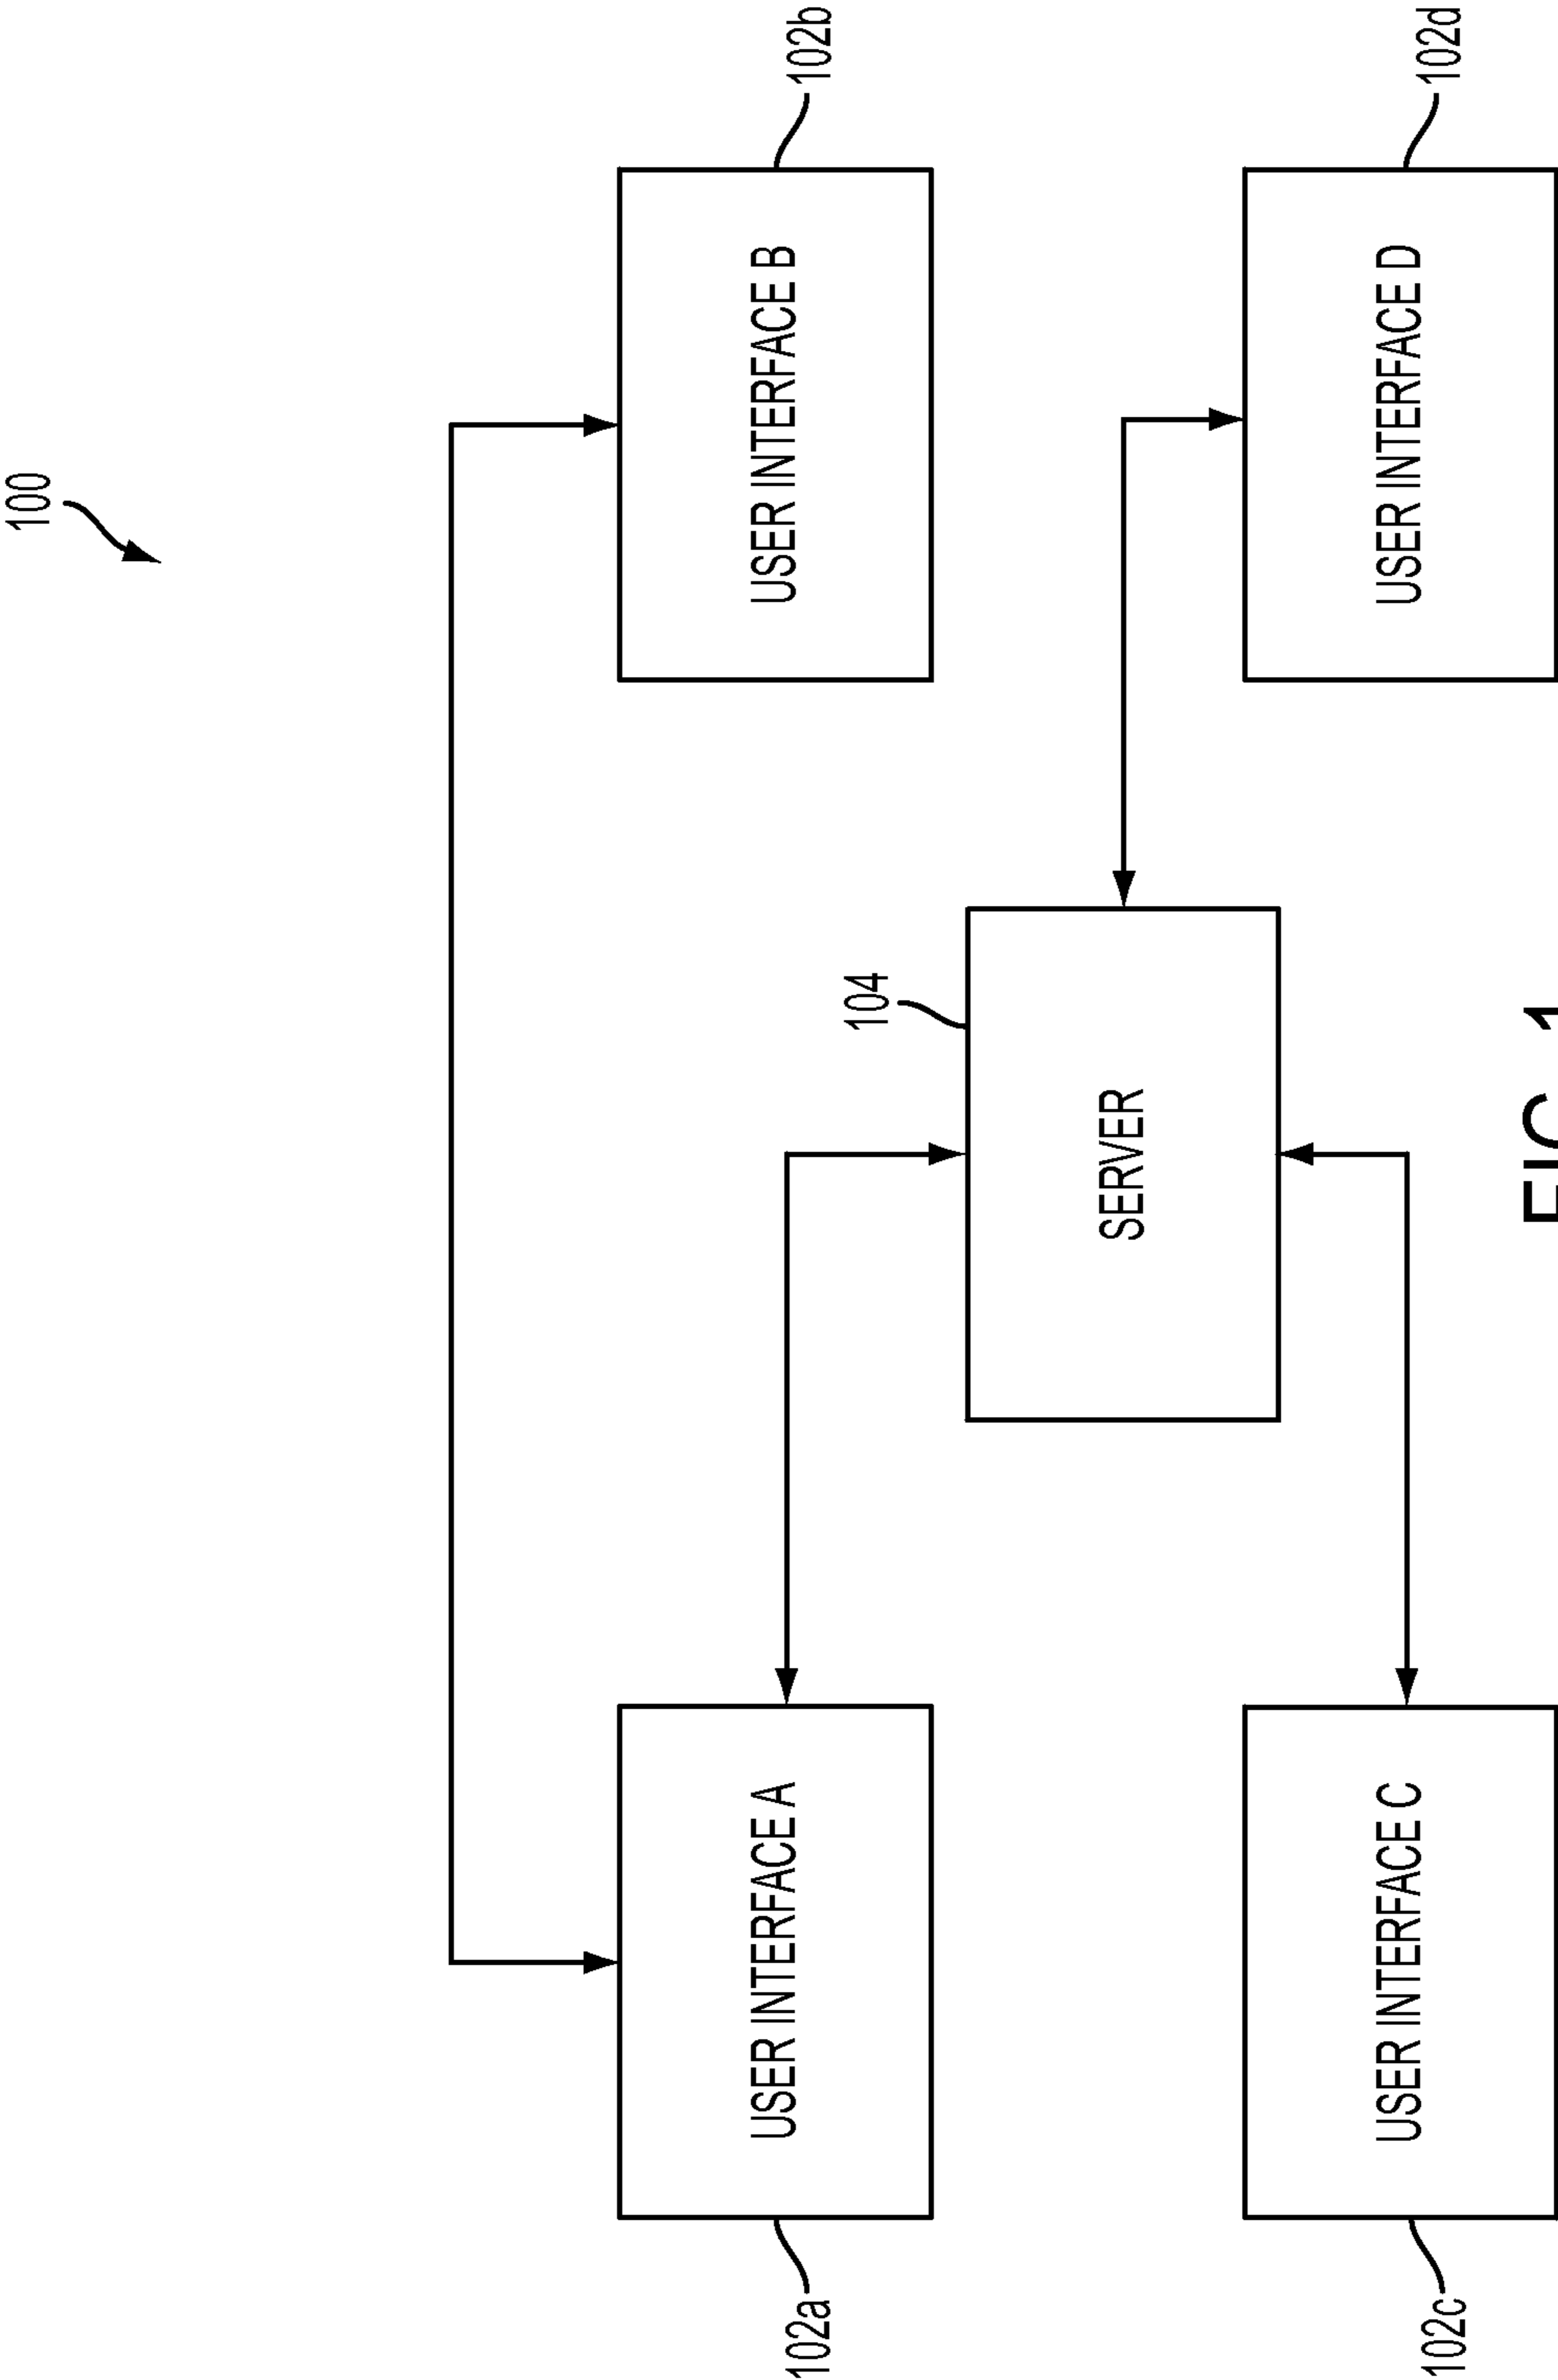 100
USER INTERFACE A
102a
USER INTERFACE B
102b
104
SERVER
USER INTERFACE C
102c
USER INTERFACE D
102d